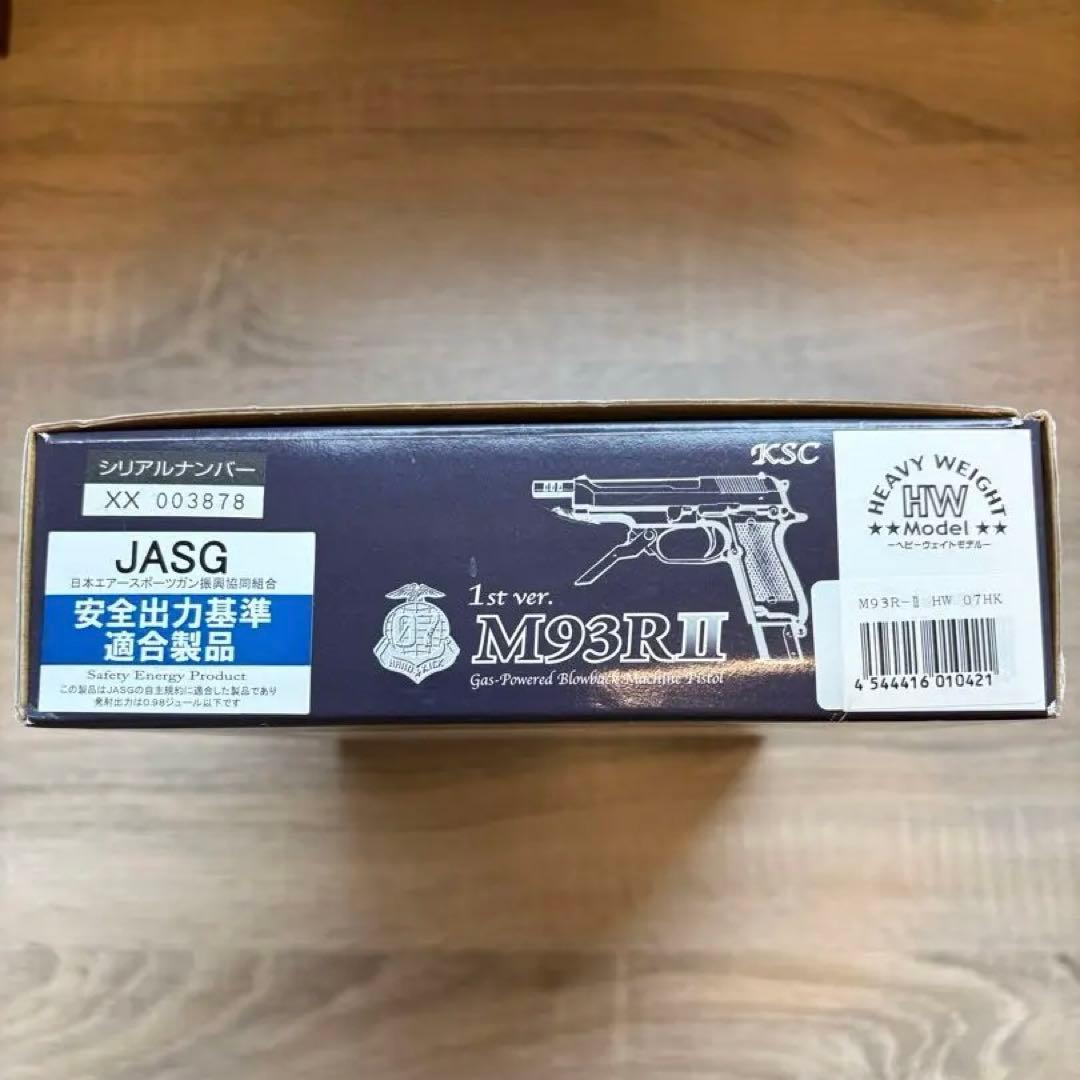 シリアルナンバー
XX 003878
JASG
日本エアースポーツガン振興協同組合
安全出力基準
適合製品
Safety Energy Product
この製品はJASGの自主規約に適合した製品であり
発射出力は0.98ジュール以下です
07
HARD KICK
1st ver.
M93RⅡ
Gas-Powered Blowback Machine Pistol
KSC
HEAVY WEIGHT
HW
★★Model★★
−ヘビーウェイトモデル−
M93R-Ⅱ HW 07HK
4 544416 010421